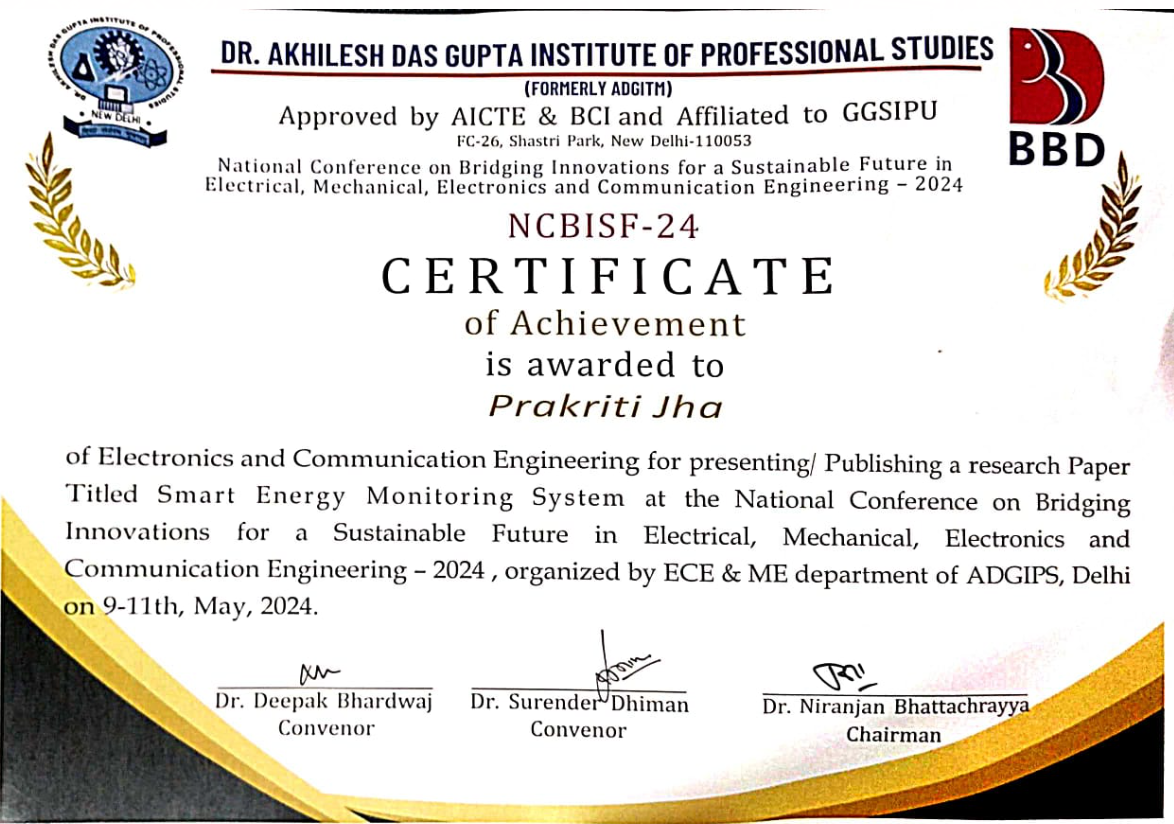 DR. AKHILESH DAS GUPTA INSTITUTE OF PROFESSIONAL STUDIES
NEW DELHI
DR. AKHILESH DAS GUPTA INSTITUTE OF PROFESSIONAL STUDIES
(FORMERLY ADGITM)
Approved by AICTE & BCI and Affiliated to GGSIPU
FC-26, Shastri Park, New Delhi-110053
BBD
National Conference on Bridging Innovations for a Sustainable Future in
Electrical, Mechanical, Electronics and Communication Engineering – 2024
NCBISF-24
CERTIFICATE
of Achievement
is awarded to
Prakriti Jha
of Electronics and Communication Engineering for presenting/ Publishing a research Paper
Titled Smart Energy Monitoring System at the National Conference on Bridging
Innovations for a Sustainable Future in Electrical, Mechanical, Electronics and
Communication Engineering – 2024 , organized by ECE & ME department of ADGIPS, Delhi
on 9-11th, May, 2024.
Dr. Deepak Bhardwaj
Convenor
Dr. Surender Dhiman
Convenor
Dr. Niranjan Bhattachrayya
Chairman